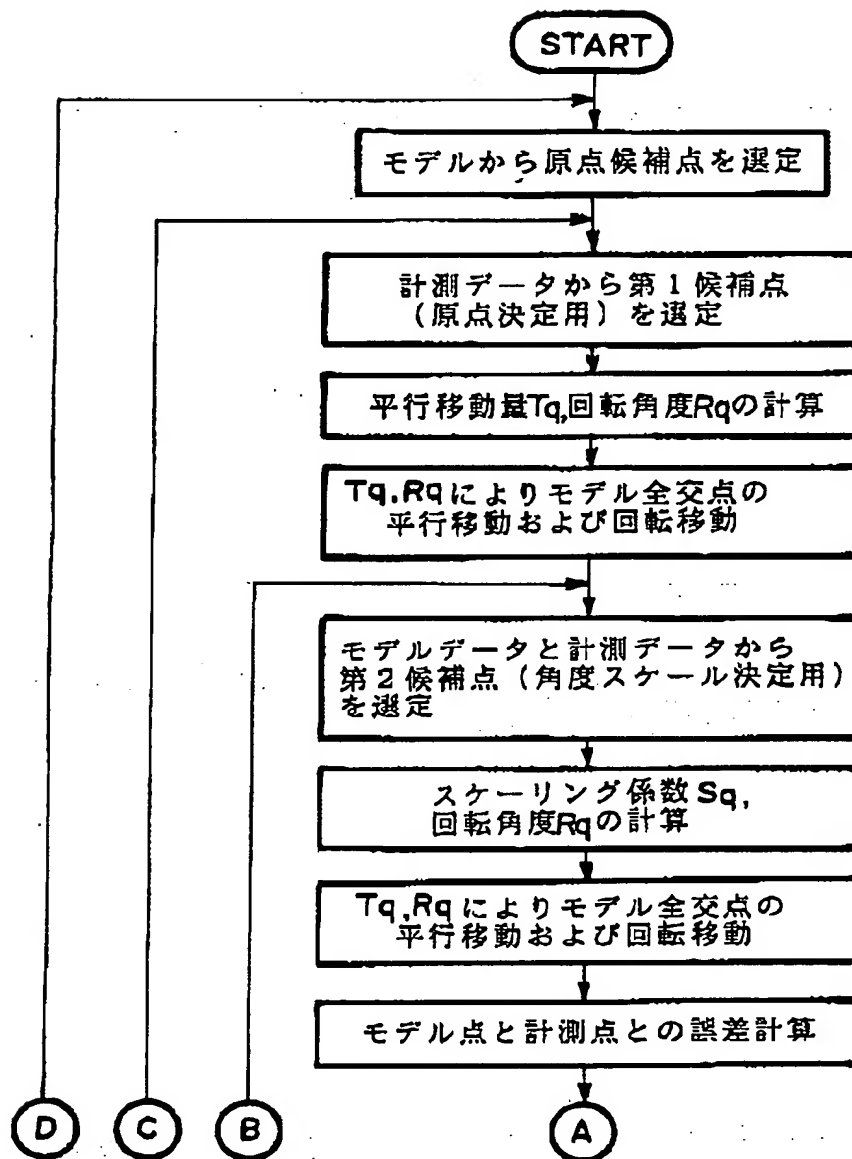 START
モデルから原点候補点を選定
計測データから第1候補点
(原点決定用)を選定
平行移動量Tq,回転角度Rqの計算
Tq.Rqによりモデル全交点の
平行移動および回転移動
モデルデータと計測データから
第2候補点(角度スケール決定用)
を選定
スケーリング係数Sq,
回転角度Rqの計算
Tq,Rqによりモデル全交点の
平行移動および回転移動
モデル点と計測点との誤差計算
D
C
B
A